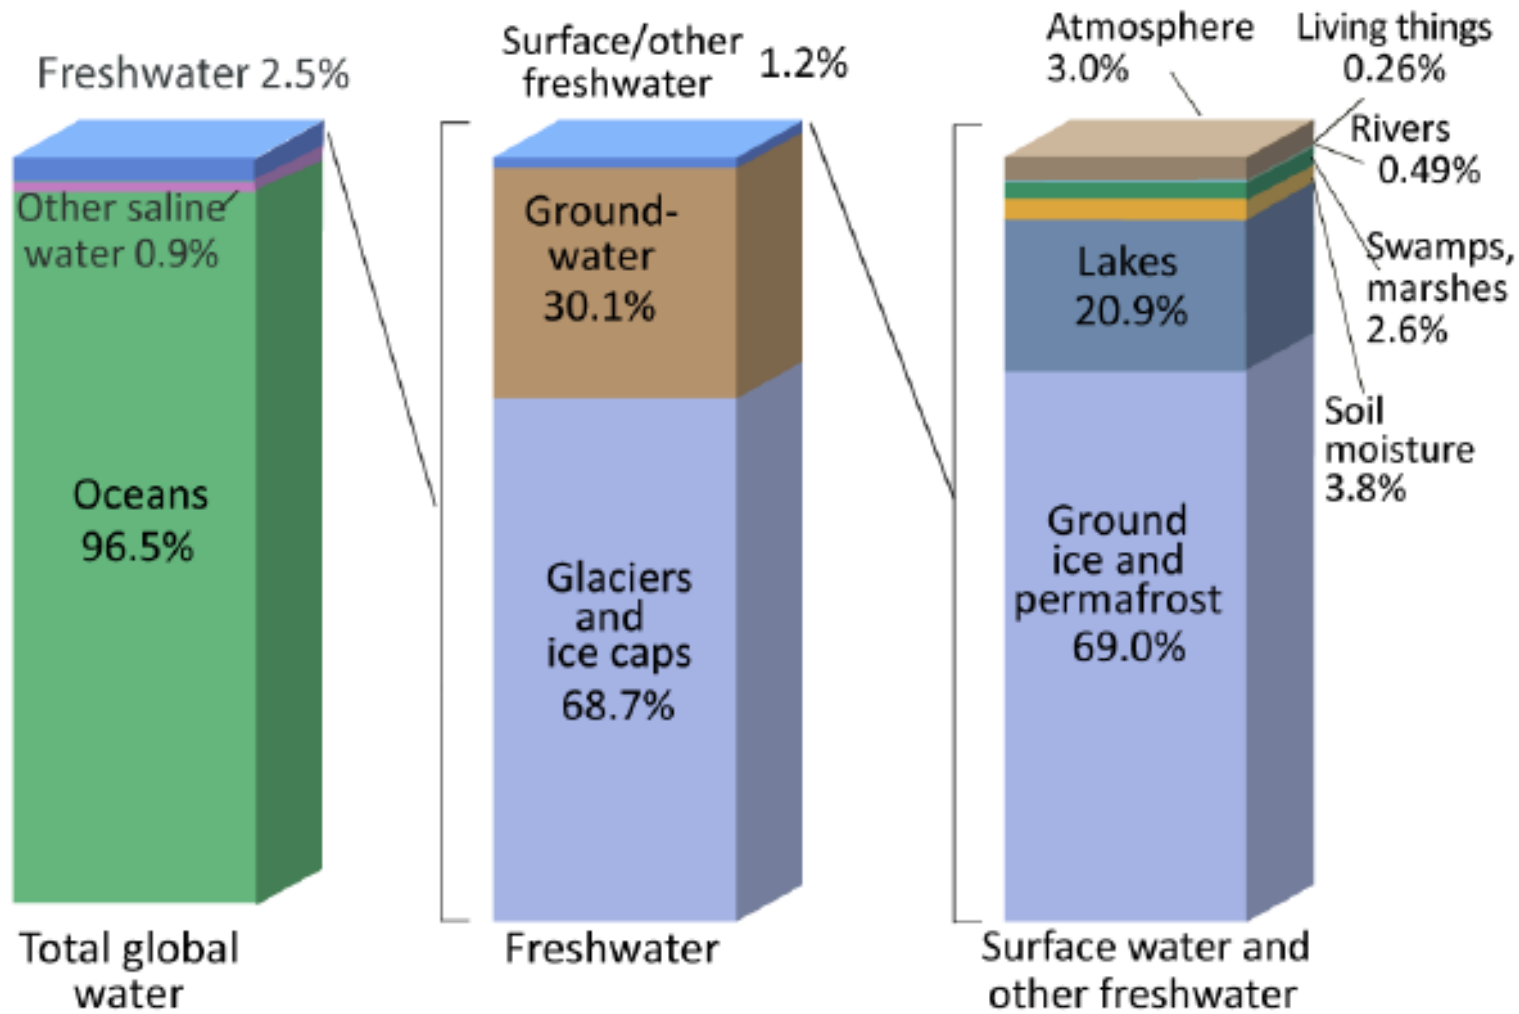 Freshwater 2.5%
Other saline
water 0.9%
Oceans
96.5%
Total global
water
Surface/other
freshwater 1.2%
Ground-
water
30.1%
Glaciers
and
ice caps
68.7%
Freshwater
Atmosphere
3.0%
Living things
0.26%
Rivers
0.49%
Swamps,
marshes
2.6%
Soil
moisture
3.8%
Lakes
20.9%
Ground
ice and
permafrost
69.0%
Surface water and
other freshwater